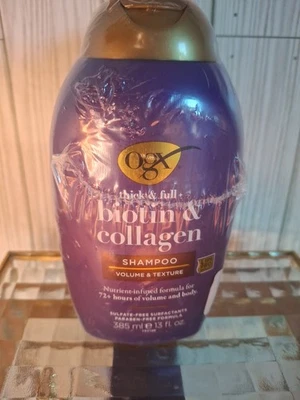 ogx
thick & full +
biotin &
collagen
SHAMPOO
VOLUME & TEXTURE
Nutrient-infused formula for
72+ hours of volume and body.
SULFATE-FREE SURFACTANTS
PARABEN-FREE FORMULA
385 ml e 13 fl. oz.